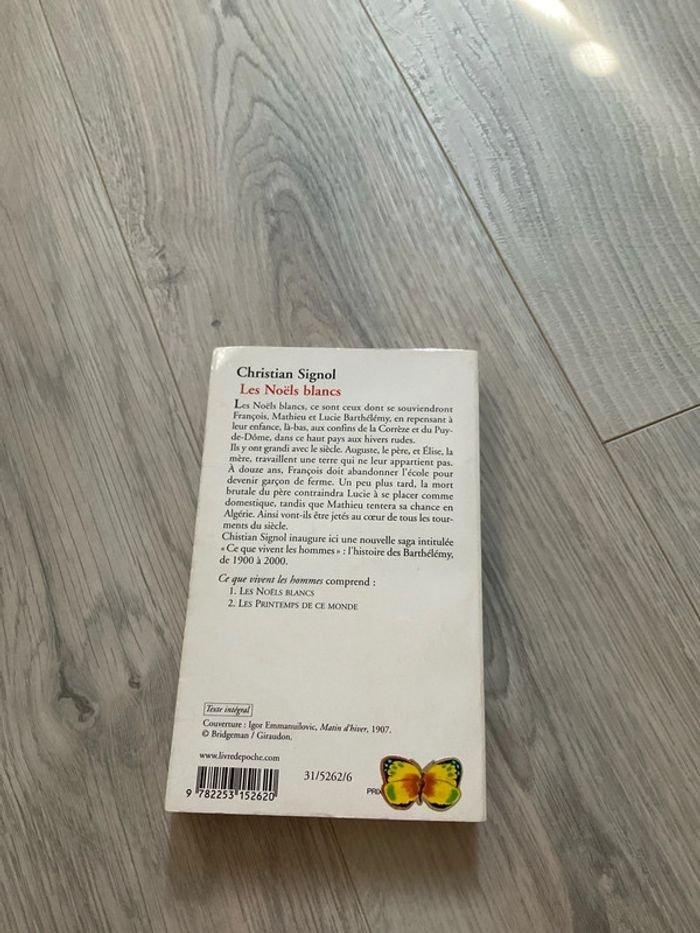 Christian Signol
Les Noëls blancs
Les Noëls blancs, ce sont ceux dont se souviendront
François, Mathieu et Lucie Barthélémy, en repensant à
leur enfance, là-bas, aux confins de la Corrèze et du Puy-
de-Dôme, dans ce haut pays aux hivers rudes.
Ils y ont grandi avec le siècle. Auguste, le père, et Élise, la
mère, travaillent une terre qui ne leur appartient pas.
À douze ans, François doit abandonner l'école pour
devenir garçon de ferme. Un peu plus tard, la mort
brutale du père contraindra Lucie à se placer comme
domestique, tandis que Mathieu tentera sa chance en
Algérie. Ainsi vont-ils être jetés au cœur de tous les tour-
ments du siècle.
Chistian Signol inaugure ici une nouvelle saga intitulée
« Ce que vivent les hommes » : l'histoire des Barthélémy,
de 1900 à 2000.
Ce que vivent les hommes comprend :
1. Les Noëls blancs
2. Les Printemps de ce monde
Texte intégral
Couverture : Igor Emmanuilovic, Matin d'hiver, 1907.
© Bridgeman / Giraudon.
www.livredepoche.com
31/5262/6
PRIX
9 782253 152620